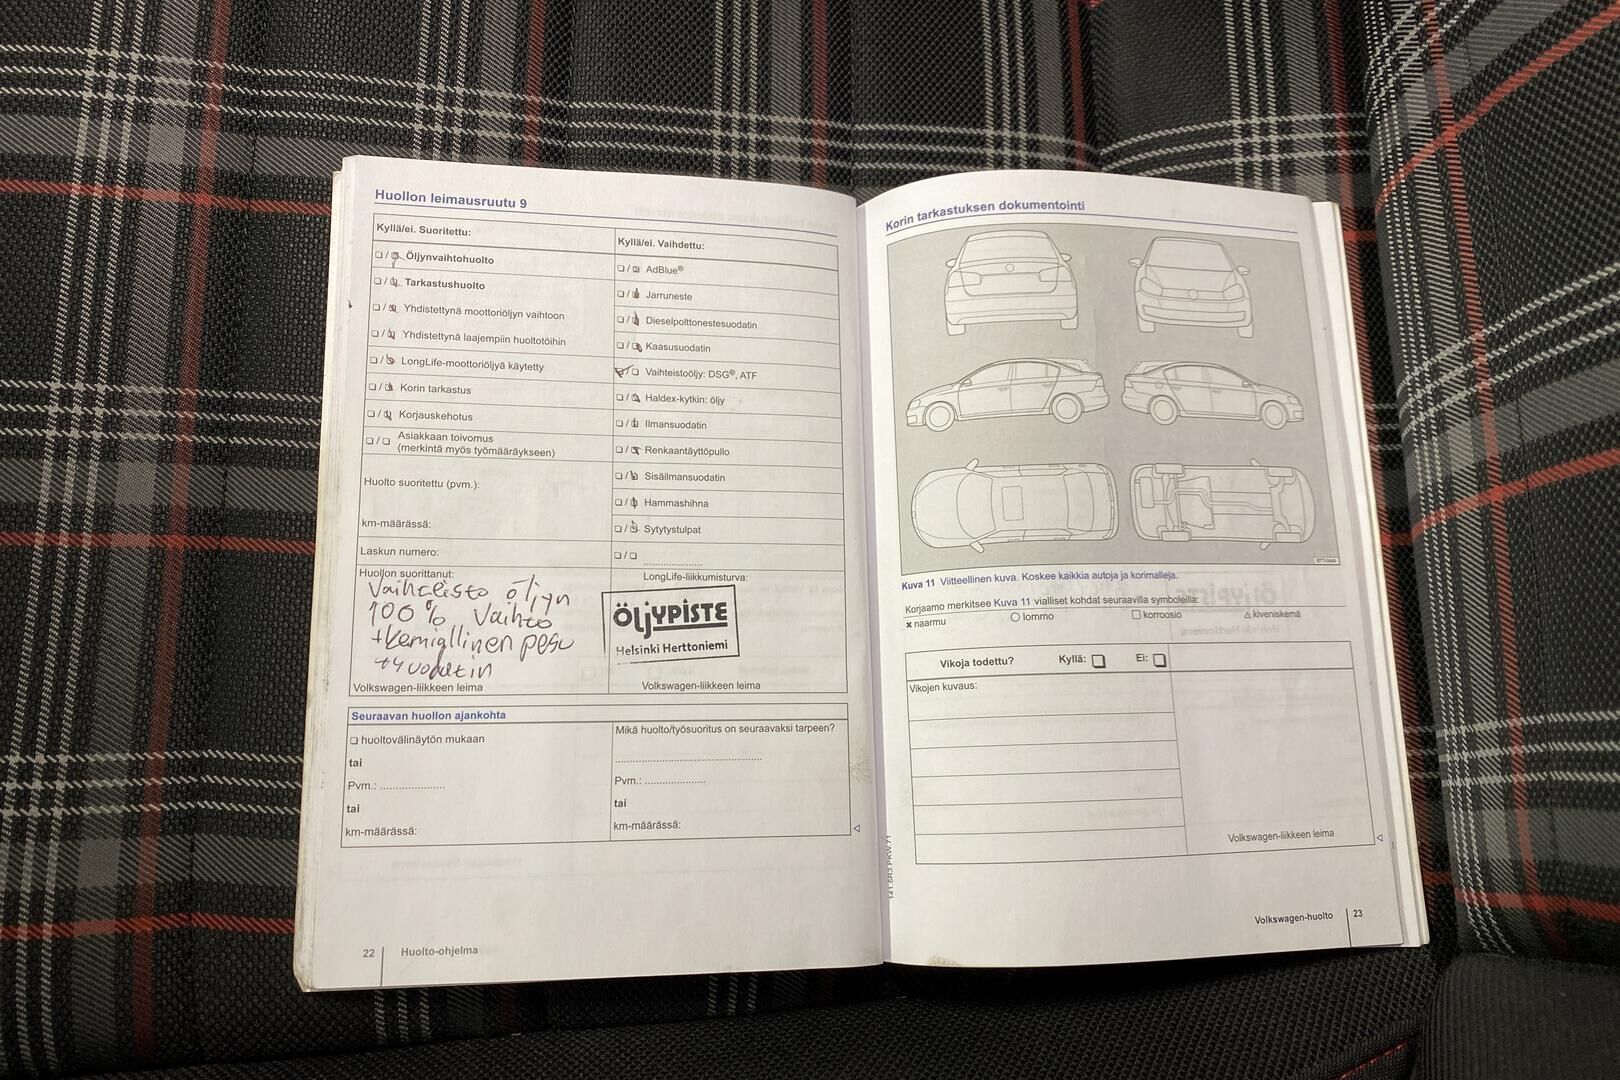 Huollon leimausruutu 9
Kyllä/ei. Suoritettu:
☐ / ☐ Öljynvaihtohuolto
☐ / ☐ Tarkastushuolto
☐ / ☐ Yhdistettynä moottoriöljyn vaihtoon
☐ / ☐ Yhdistettynä laajempiin huoltotöihin
☐ / ☐ LongLife-moottoriöljyä käytetty
☐ / ☐ Korin tarkastus
☐ / ☐ Korjauskehotus
☐ / ☐ Asiakkaan toivomus
(merkintä myös työmääräykseen)
Huolto suoritettu (pvm.):
km-määrässä:
Laskun numero:
Huollon suorittanut:
Vaihteisto öljyn
100 % vaihto
+kemiallinen pesu
Volkswagen-liikkeen leima
Kyllä/ei. Vaihdettu:
☐ / ☐ AdBlue®
☐ / ☐ Jarruneste
☐ / ☐ Dieselpolttonestesuodatin
☐ / ☐ Kaasusuodatin
☐ / ☐ Vaihteistoöljy: DSG®, ATF
☐ / ☐ Haldex-kytkin: öljy
☐ / ☐ Ilmansuodatin
☐ / ☐ Renkaantäyttöpullo
☐ / ☐ Sisäilmansuodatin
☐ / ☐ Hammashihna
☐ / ☐ Sytytystulpat
☐ / ☐ ....................
LongLife-liikkumisturva:
ÖLJYPISTE
Helsinki Herttoniemi
Volkswagen-liikkeen leima
Seuraavan huollon ajankohta
☐ huoltovälinäytön mukaan
tai
Pvm.: ......................
tai
km-määrässä:
Mikä huolto/työsuoritus on seuraavaksi tarpeen?
..................................................
Pvm.: ....................
tai
km-määrässä:
22 Huolto-ohjelma
Korin tarkastuksen dokumentointi
Kuva 11 Viitteellinen kuva. Koskee kaikkia autoja ja korimalleja.
Korjaamo merkitsee Kuva 11 vialliset kohdat seuraavilla symboleilla:
× naarmu ○ lommo □ korroosio △ kiveniskemä
Vikoja todettu? Kyllä: ☐ Ei: ☐
Vikojen kuvaus:
Volkswagen-liikkeen leima
Volkswagen-huolto 23